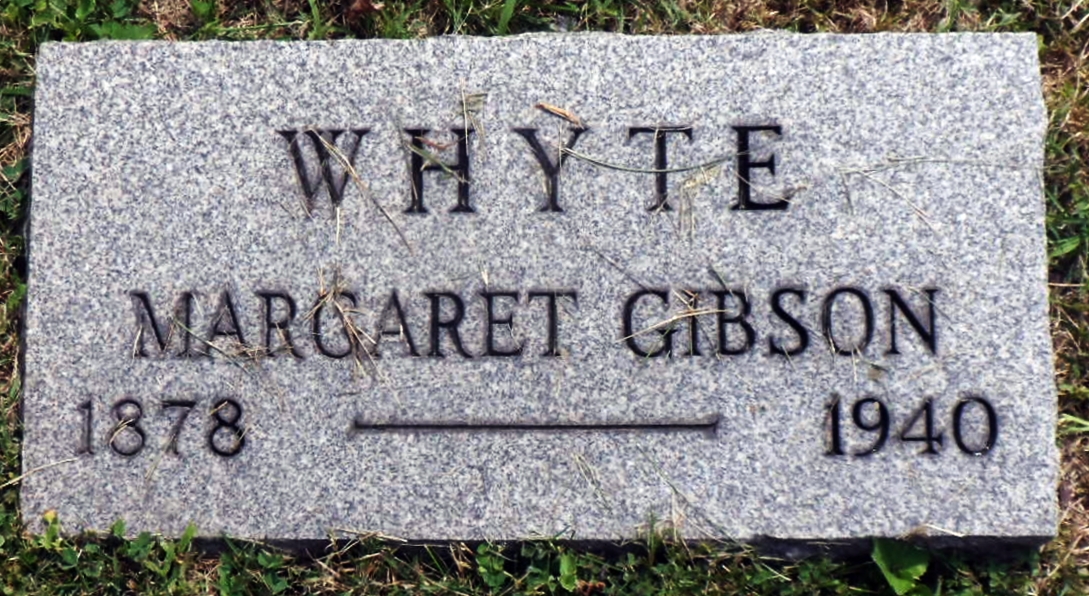 WHYTE
MARGARET GIBSON
1878 — 1940